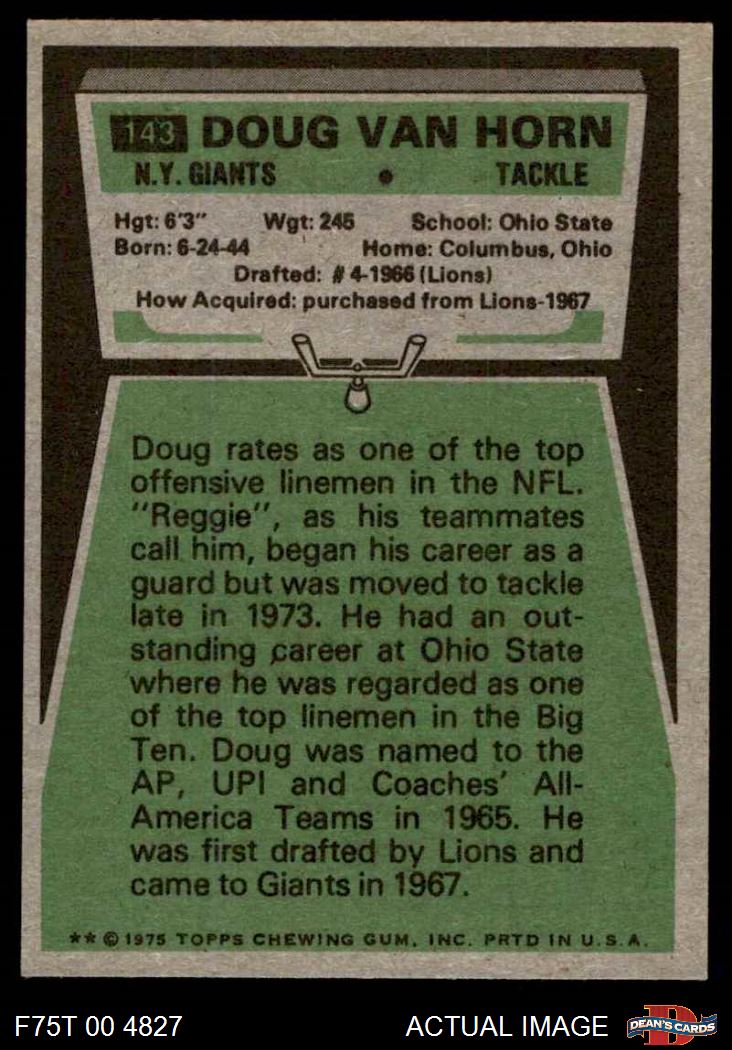 143 DOUG VAN HORN
N.Y. GIANTS • TACKLE
Hgt: 6'3" Wgt: 245 School: Ohio State
Born: 6-24-44 Home: Columbus, Ohio
Drafted: #4-1966 (Lions)
How Acquired: purchased from Lions-1967
Doug rates as one of the top
offensive linemen in the NFL.
"Reggie", as his teammates
call him, began his career as a
guard but was moved to tackle
late in 1973. He had an out-
standing career at Ohio State
where he was regarded as one
of the top linemen in the Big
Ten. Doug was named to the
AP, UPI and Coaches' All-
America Teams in 1965. He
was first drafted by Lions and
came to Giants in 1967.
** © 1975 TOPPS CHEWING GUM, INC. PRTD IN U.S.A.
F75T 00 4827 ACTUAL IMAGE DEAN'S CARDS